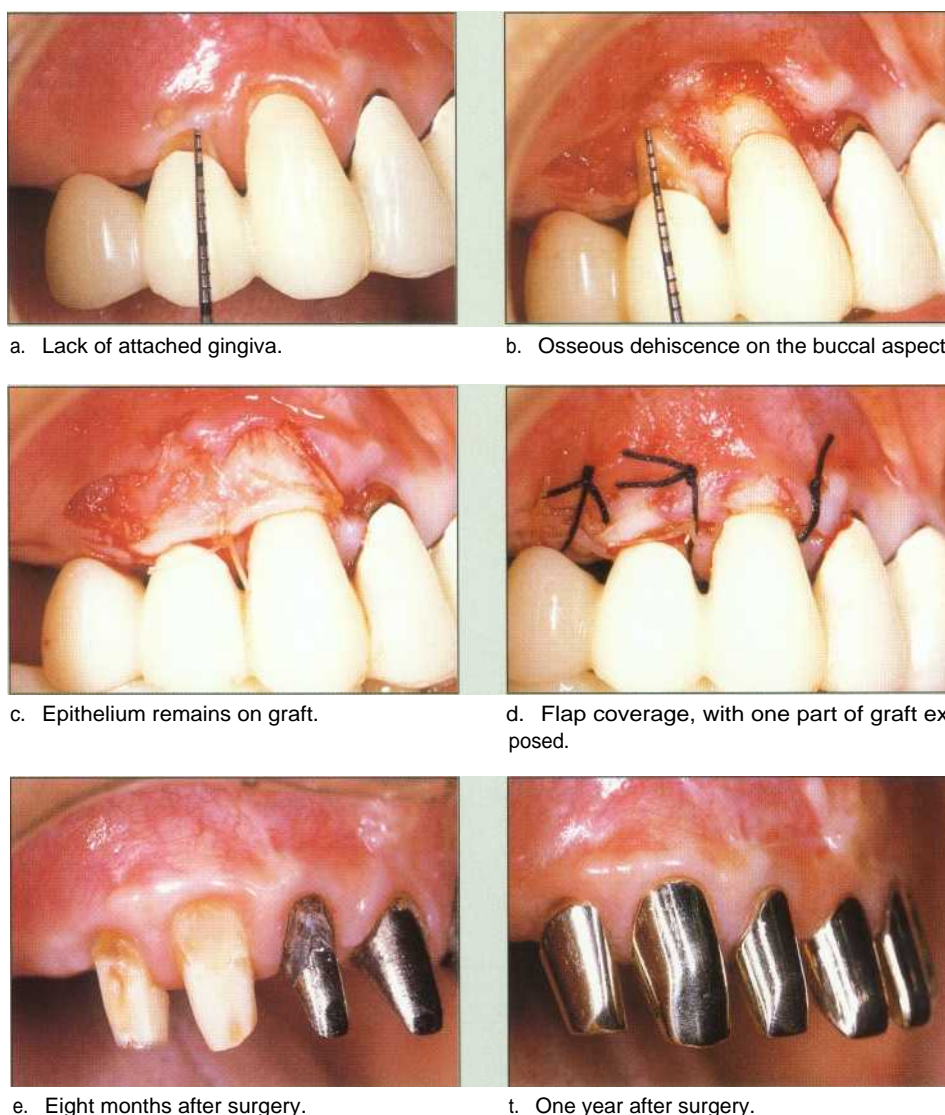 a. Lack of attached gingiva.
b. Osseous dehiscence on the buccal aspect
c. Epithelium remains on graft.
d. Flap coverage, with one part of graft ex
posed.
e. Eight months after surgery.
t. One year after surgery.